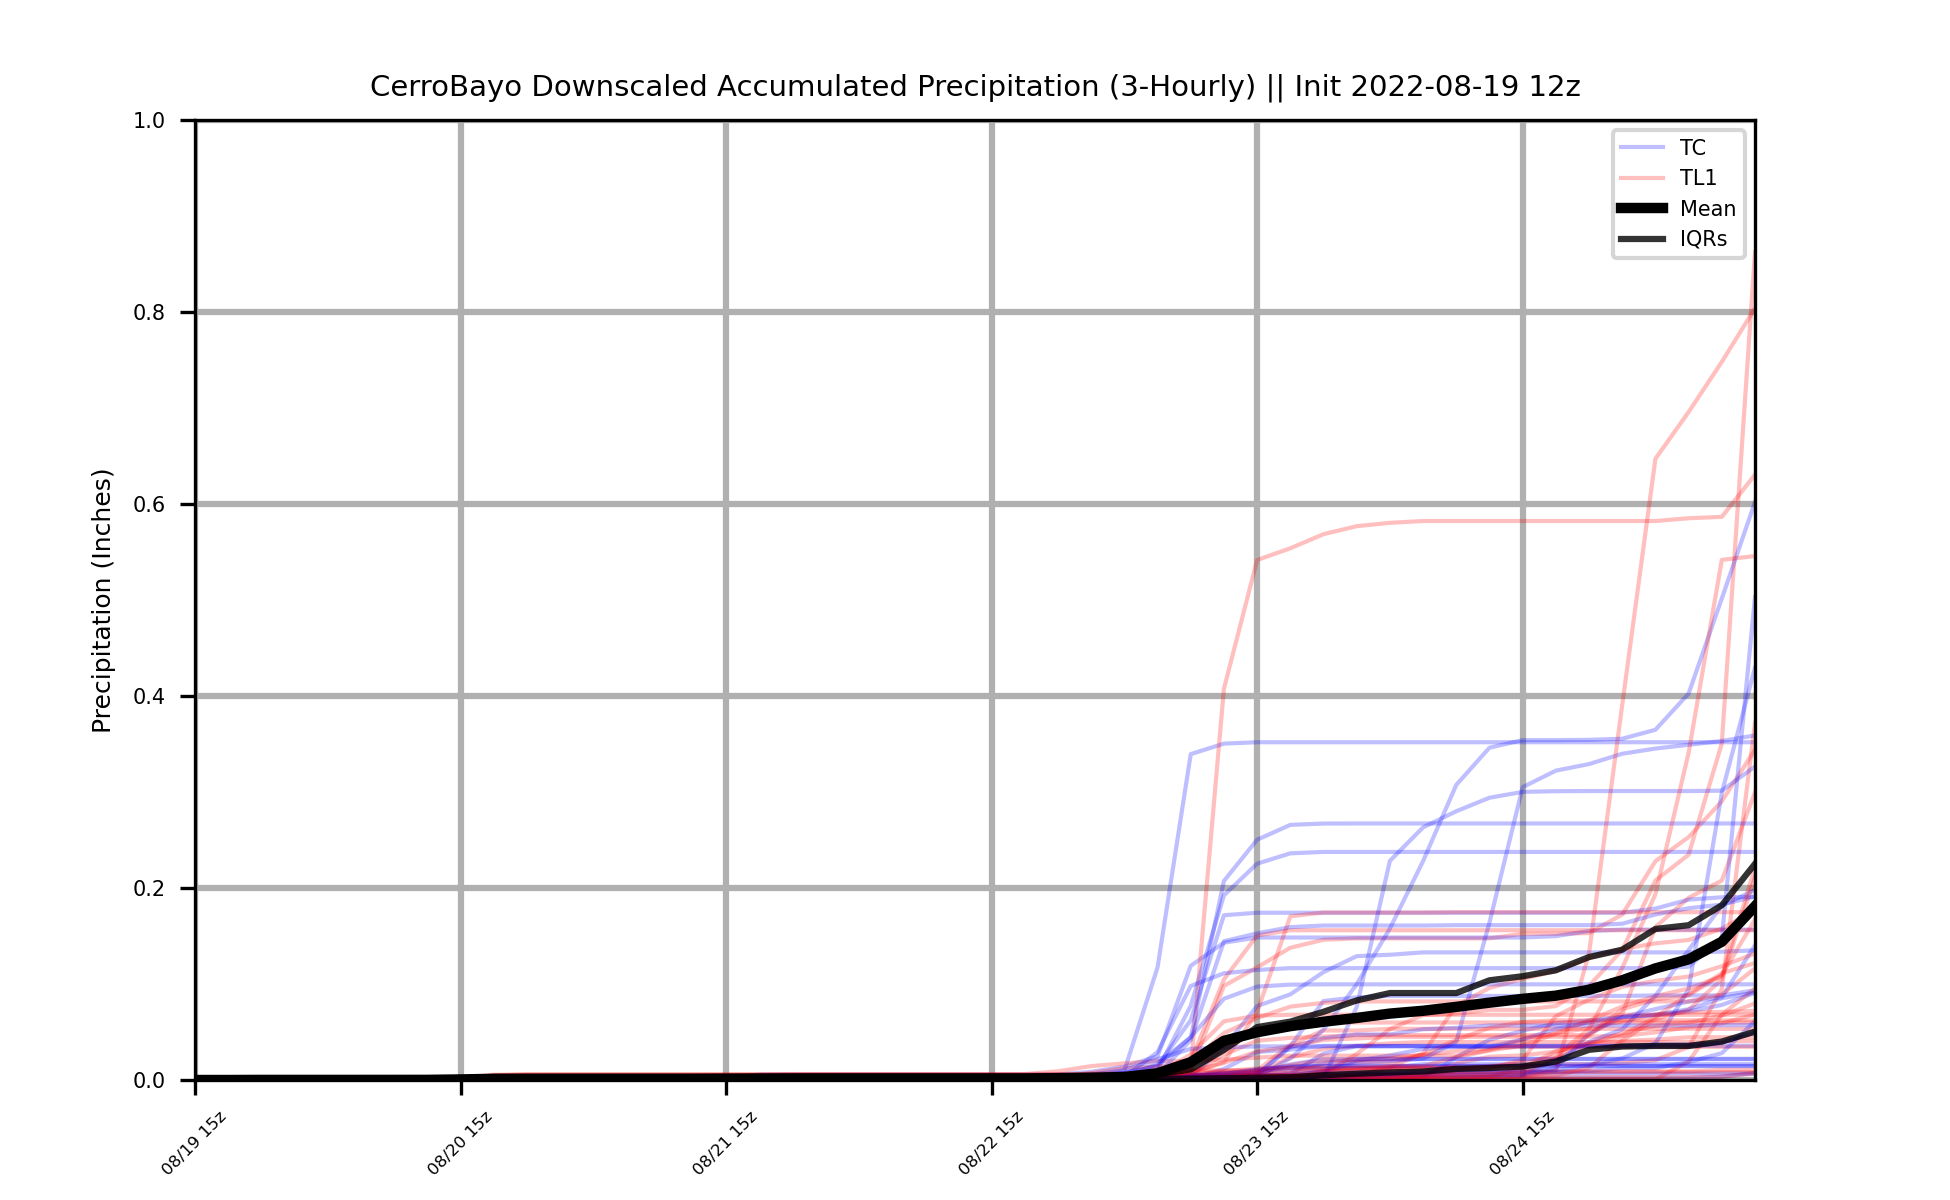 CerroBayo Downscaled Accumulated Precipitation (3-Hourly) || Init 2022-08-19 12z
TC
TL1
Mean
IQRs
Precipitation (Inches)
1.0
0.8
0.6
0.4
0.2
0.0
08/19 15z
08/20 15z
08/21 15z
08/22 15z
08/23 15z
08/24 15z